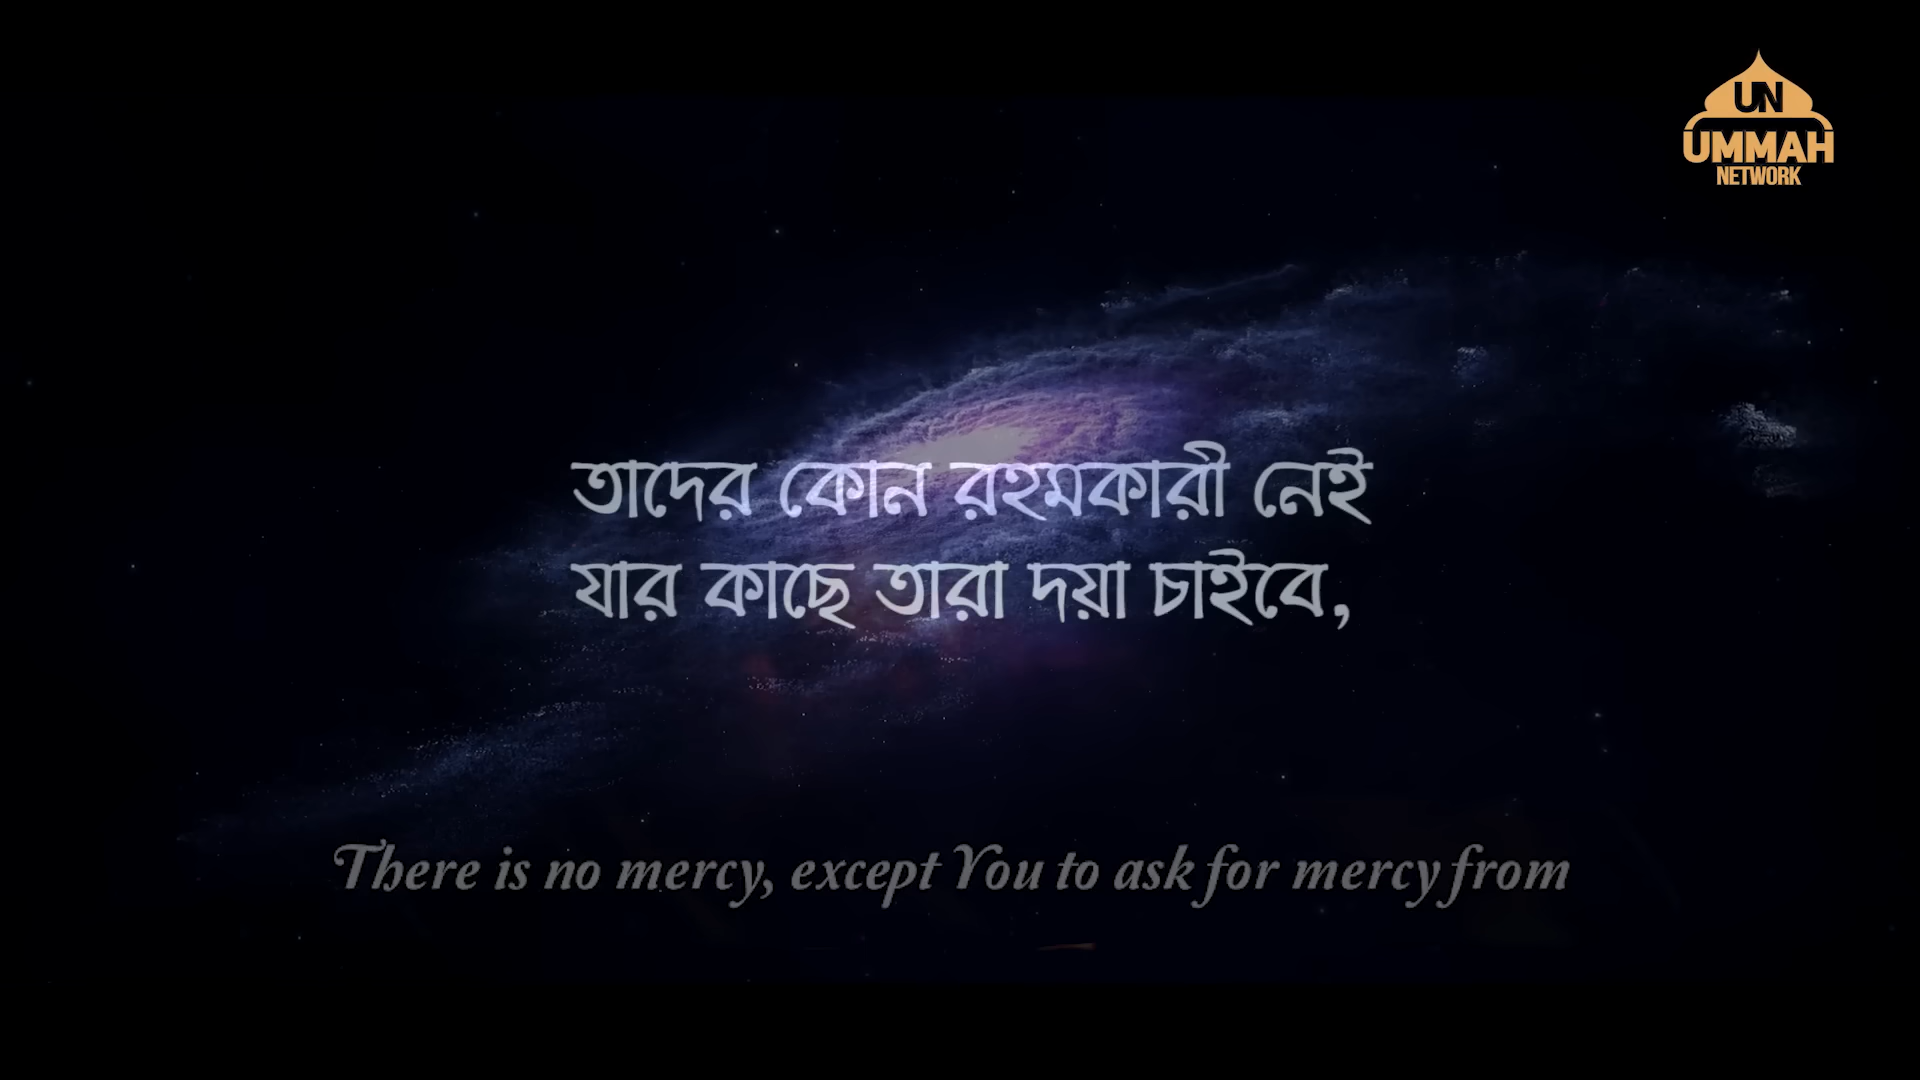 UN
UMMAH
NETWORK
তাদের কোন রহমকারী নেই
যার কাছে তারা দয়া চাইবে,
There is no mercy, except You to ask for mercy from